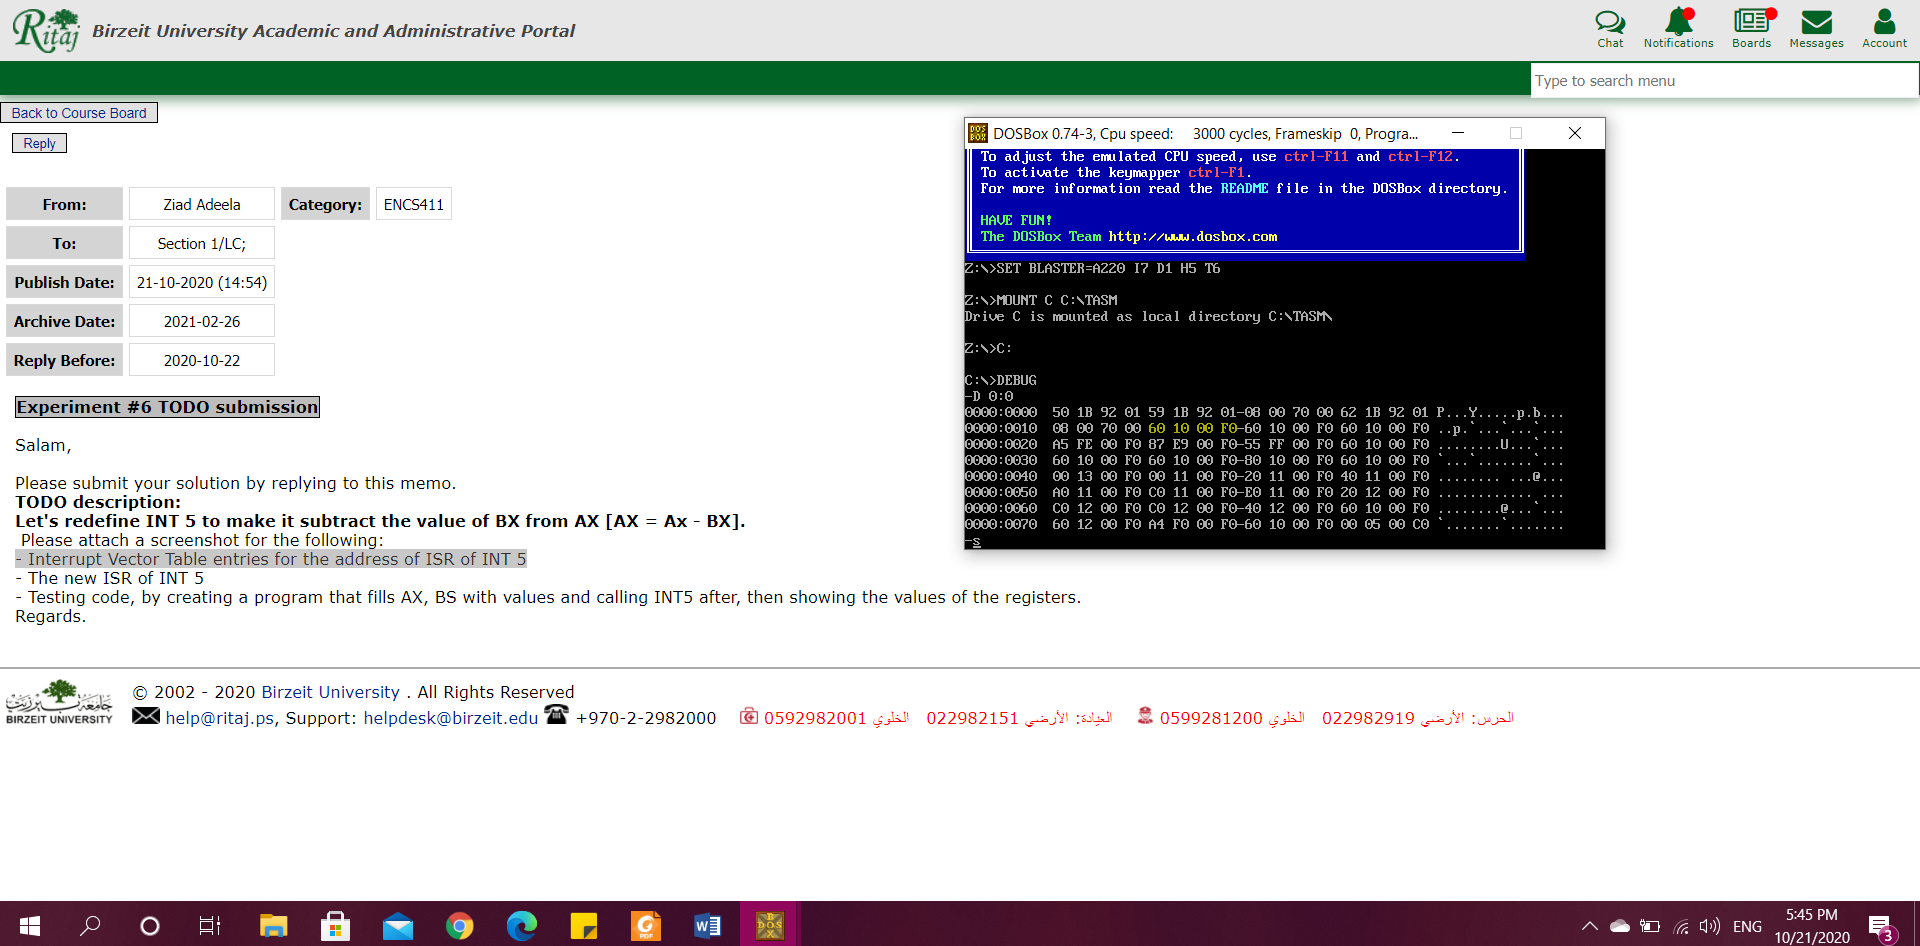 Ritaj Birzeit University Academic and Administrative Portal
Chat Notifications Boards Messages Account
Type to search menu
Back to Course Board
Reply
From: Ziad Adeela Category: ENCS411
To: Section 1/LC;
Publish Date: 21-10-2020 (14:54)
Archive Date: 2021-02-26
Reply Before: 2020-10-22
Experiment #6 TODO submission
Salam,
Please submit your solution by replying to this memo.
TODO description:
Let's redefine INT 5 to make it subtract the value of BX from AX [AX = Ax - BX].
Please attach a screenshot for the following:
- Interrupt Vector Table entries for the address of ISR of INT 5
- The new ISR of INT 5
- Testing code, by creating a program that fills AX, BS with values and calling INT5 after, then showing the values of the registers.
Regards.
DOSBox 0.74-3, Cpu speed: 3000 cycles, Frameskip 0, Progra...
To adjust the emulated CPU speed, use ctrl-F11 and ctrl-F12.
To activate the keymapper ctrl-F1.
For more information read the README file in the DOSBox directory.
HAVE FUN!
The DOSBox Team http://www.dosbox.com
Z:\>SET BLASTER=A220 I7 D1 H5 T6
Z:\>MOUNT C C:\TASM
Drive C is mounted as local directory C:\TASM\
Z:\>C:
C:\>DEBUG
-D 0:0
0000:0000 50 1B 92 01 59 1B 92 01-08 00 70 00 62 1B 92 01 P...Y.....p.b...
0000:0010 08 00 70 00 60 10 00 F0-60 10 00 F0 60 10 00 F0 ..p.`...`...`...
0000:0020 A5 FE 00 F0 87 E9 00 F0-55 FF 00 F0 60 10 00 F0 ........U...`...
0000:0030 60 10 00 F0 60 10 00 F0-80 10 00 F0 60 10 00 F0 `...`.......`...
0000:0040 00 13 00 F0 00 11 00 F0-20 11 00 F0 40 11 00 F0 ........ ...@...
0000:0050 A0 11 00 F0 C0 11 00 F0-E0 11 00 F0 20 12 00 F0 ............ ...
0000:0060 C0 12 00 F0 C0 12 00 F0-40 12 00 F0 60 10 00 F0 ........@...`...
0000:0070 60 12 00 F0 A4 F0 00 F0-60 10 00 F0 00 05 00 C0 `.......`.......
-s
© 2002 - 2020 Birzeit University . All Rights Reserved
جامعة بيرزيت
BIRZEIT UNIVERSITY
help@ritaj.ps, Support: helpdesk@birzeit.edu +970-2-2982000 العيادة: الأرضي 022982151 الخلوي 0592982001 الحرس: الأرضي 022982919 الخلوي 0599281200
ENG 5:45 PM
10/21/2020 3